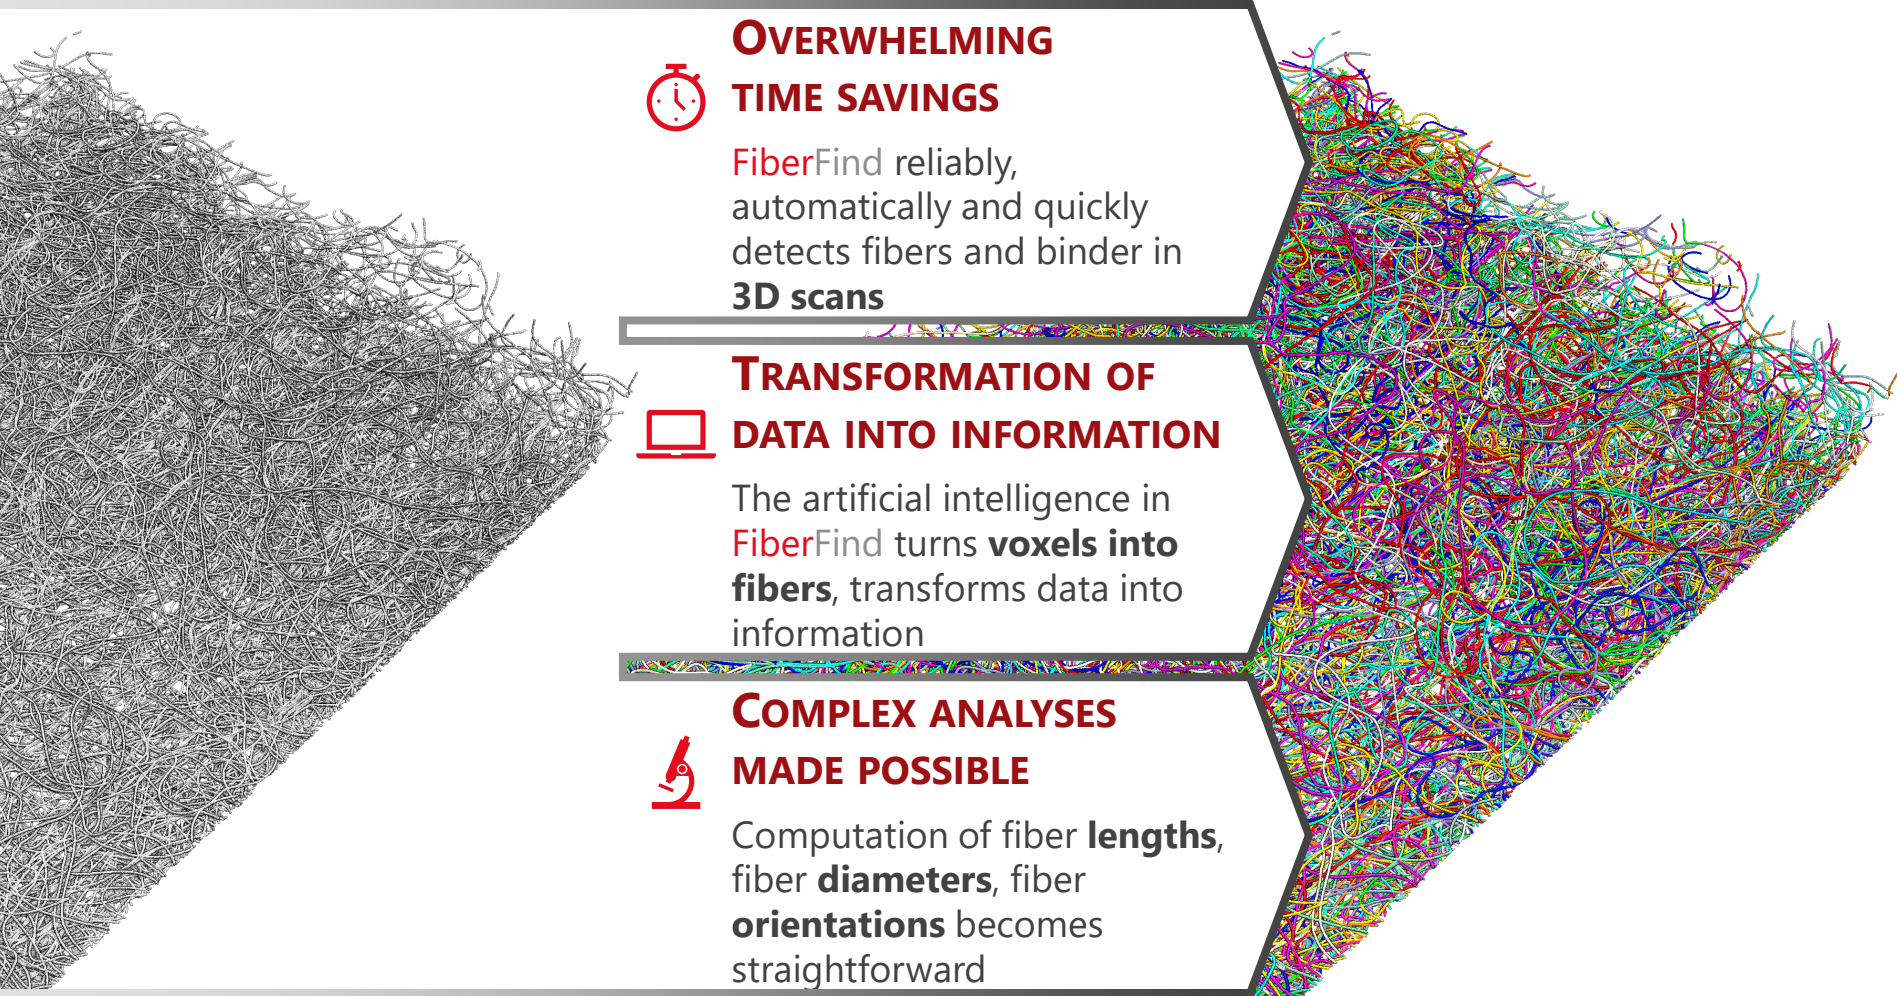 OVERWHELMING
TIME SAVINGS
FiberFind reliably,
automatically and quickly
detects fibers and binder in
3D scans
TRANSFORMATION OF
DATA INTO INFORMATION
The artificial intelligence in
FiberFind turns voxels into
fibers, transforms data into
information
COMPLEX ANALYSES
MADE POSSIBLE
Computation of fiber lengths,
fiber diameters, fiber
orientations becomes
straightforward